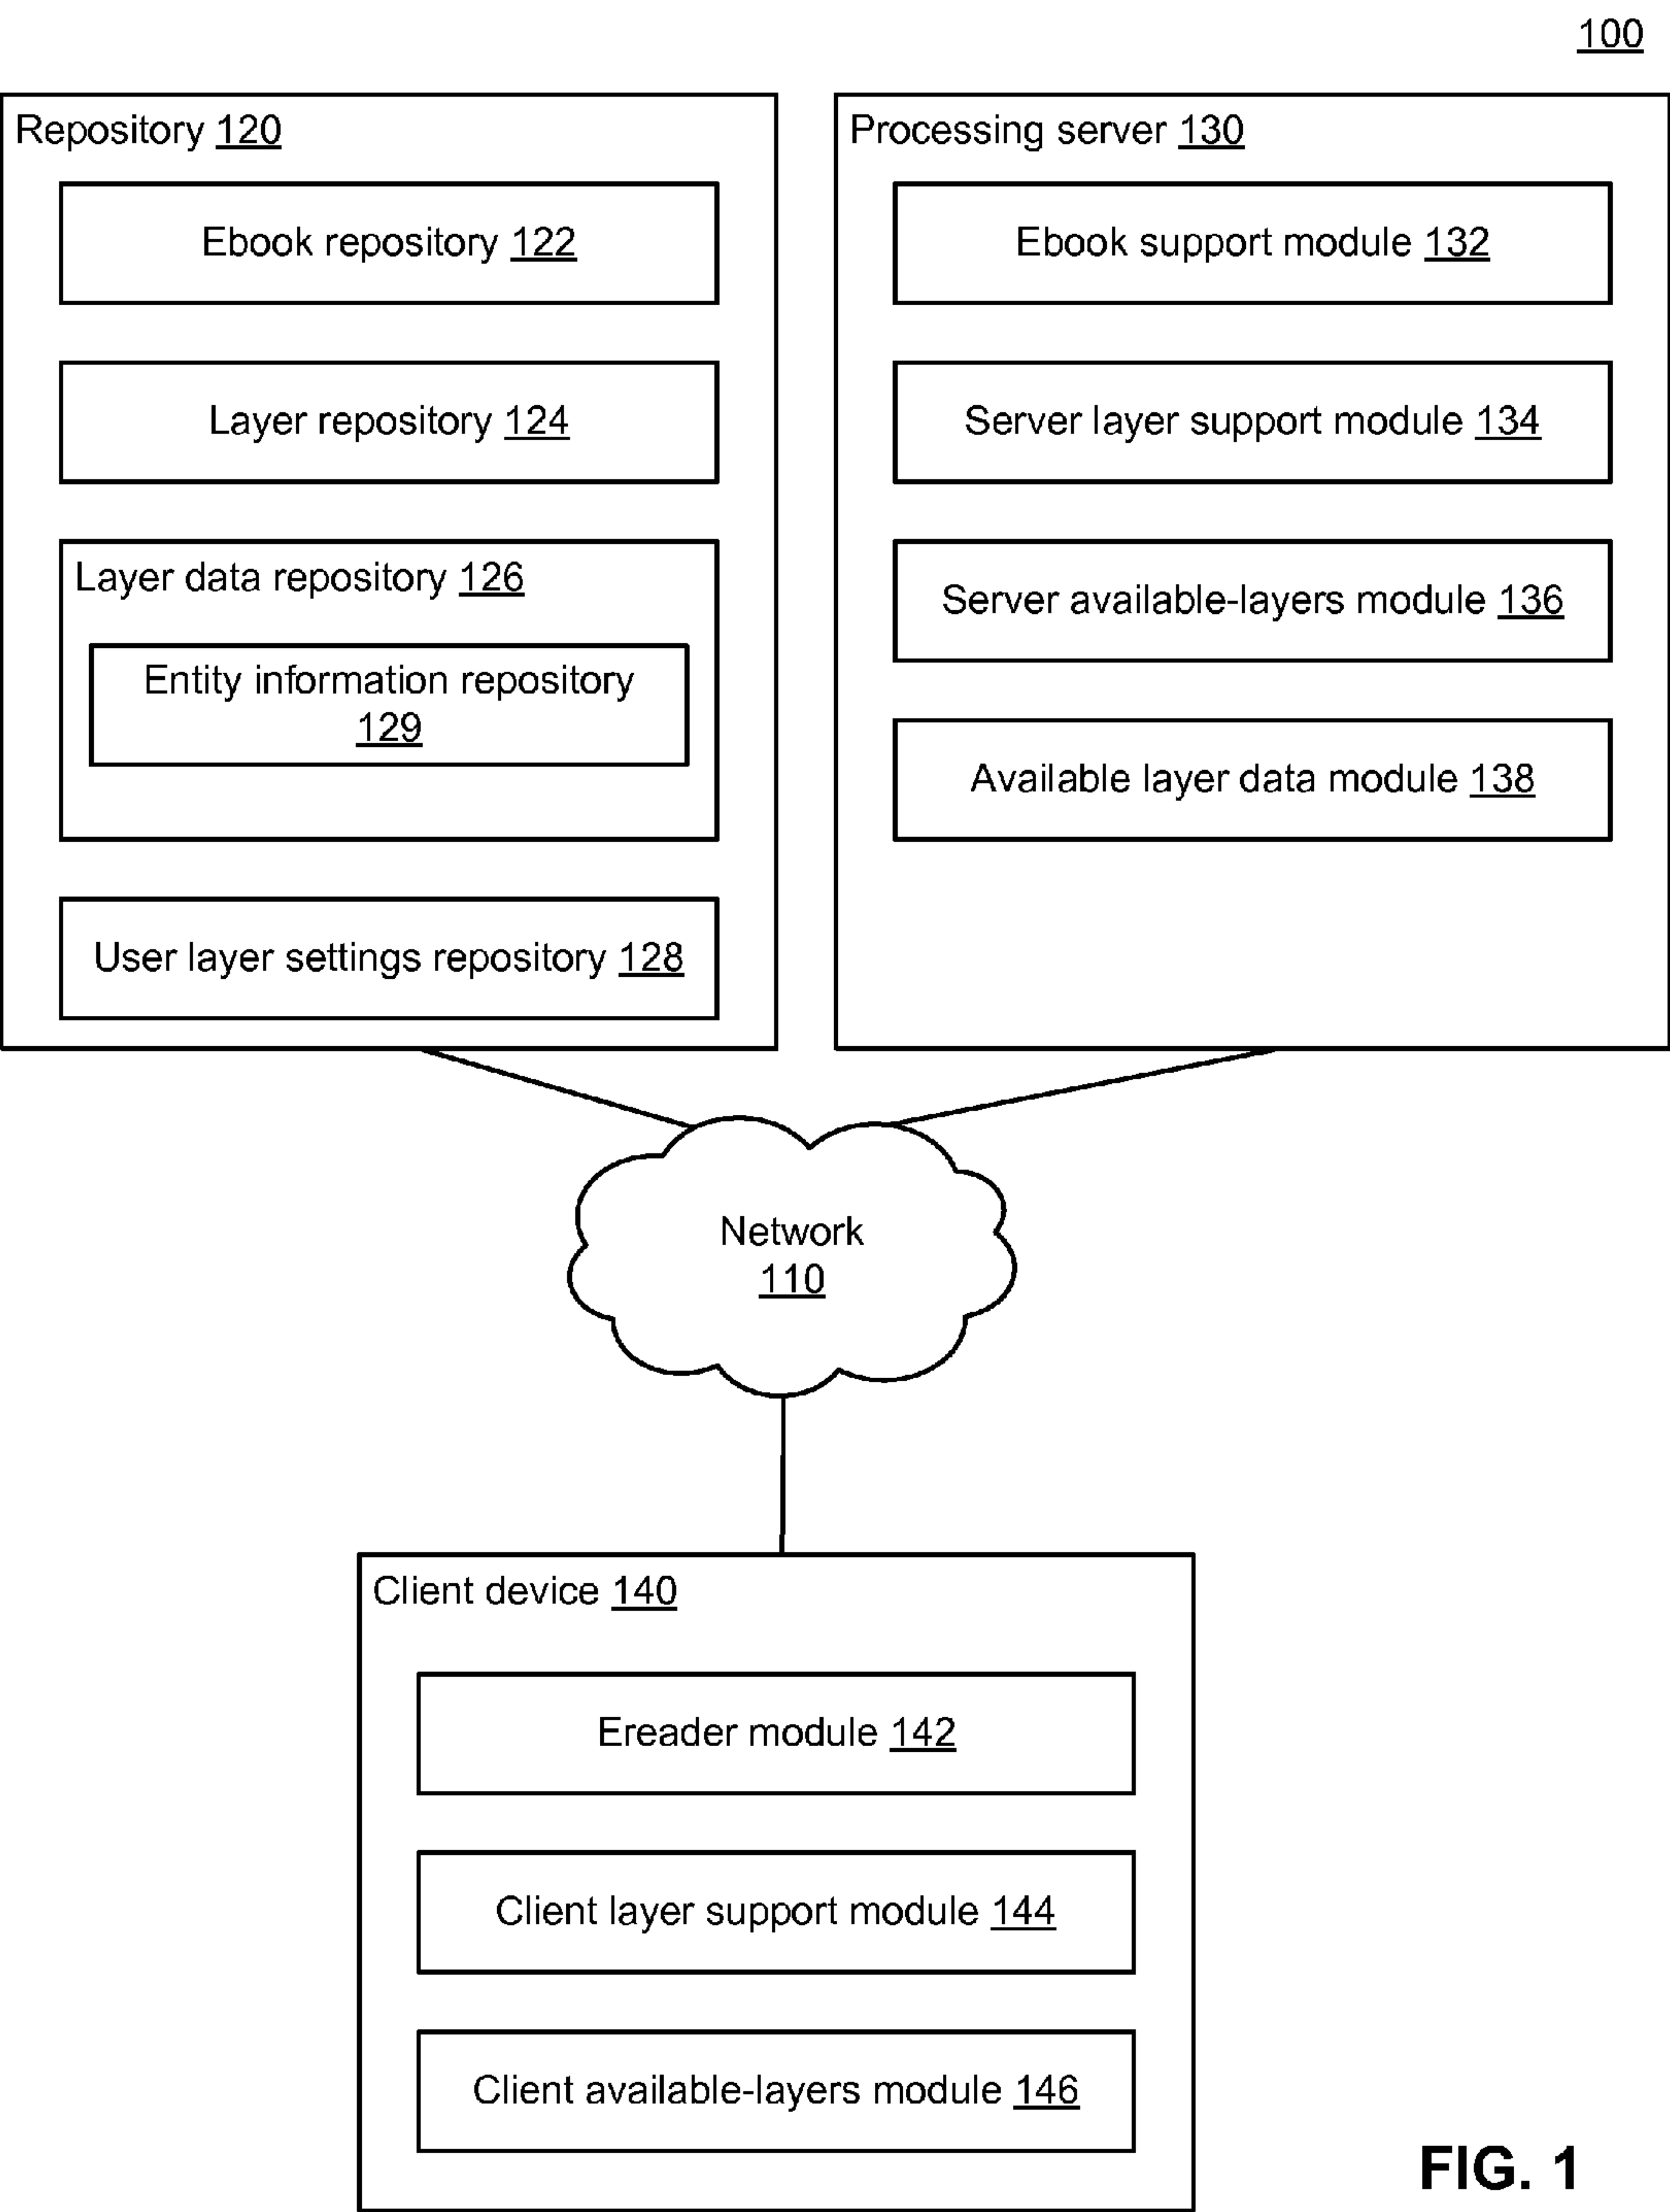 100
Repository 120
Ebook repository 122
Layer repository 124
Layer data repository 126
Entity information repository
129
User layer settings repository 128
Processing server 130
Ebook support module 132
Server layer support module 134
Server available-layers module 136
Available layer data module 138
Network
110
Client device 140
Ereader module 142
Client layer support module 144
Client available-layers module 146
FIG. 1